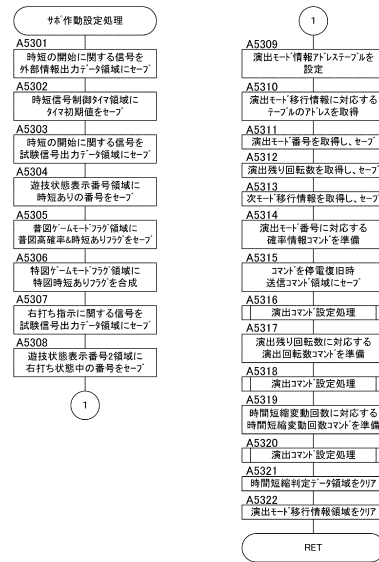 サポ作動設定処理
A5301
時短の開始に関する信号を
外部情報出力データ領域にセーブ
A5302
時短信号制御タイマ領域に
タイマ初期値をセーブ
A5303
時短の開始に関する信号を
試験信号出力データ領域にセーブ
A5304
遊技状態表示番号領域に
時短ありの番号をセーブ
A5305
普図ゲームモードフラグ領域に
普図高確率&時短ありフラグをセーブ
A5306
特図ゲームモードフラグ領域に
特図時短ありフラグを合成
A5307
右打ち指示に関する信号を
試験信号出力データ領域にセーブ
A5308
遊技状態表示番号2領域に
右打ち状態中の番号をセーブ
1
1
A5309
演出モード情報アドレステーブルを
設定
A5310
演出モード移行情報に対応する
テーブルのアドレスを取得
A5311
演出モード番号を取得し、セーブ
A5312
演出残り回転数を取得し、セーブ
A5313
次モード移行情報を取得し、セーブ
A5314
演出モード番号に対応する
確率情報コマンドを準備
A5315
コマンドを停電復旧時
送信コマンド領域にセーブ
A5316
演出コマンド設定処理
A5317
演出残り回転数に対応する
演出回転数コマンドを準備
A5318
演出コマンド設定処理
A5319
時間短縮変動回数に対応する
時間短縮変動回数コマンドを準備
A5320
演出コマンド設定処理
A5321
時間短縮判定データ領域をクリア
A5322
演出モード移行情報領域をクリア
RET